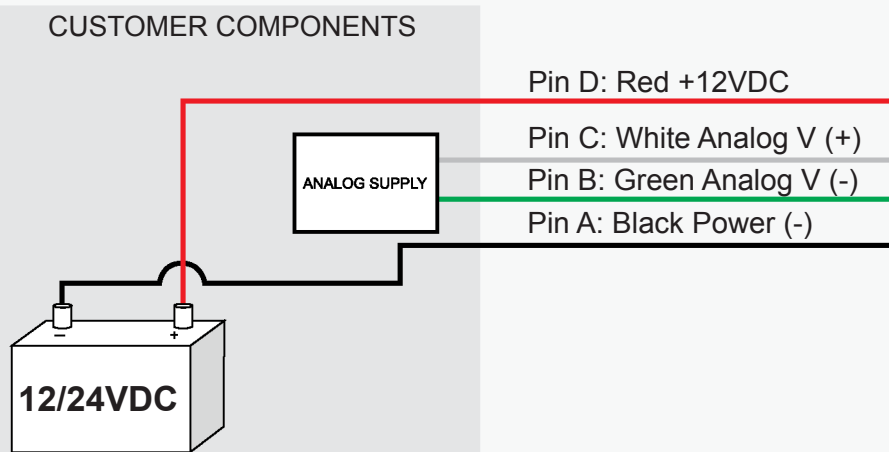 CUSTOMER COMPONENTS
Pin D: Red +12VDC
Pin C: White Analog V (+)
ANALOG SUPPLY
Pin B: Green Analog V (-)
Pin A: Black Power (-)
– +
12/24VDC